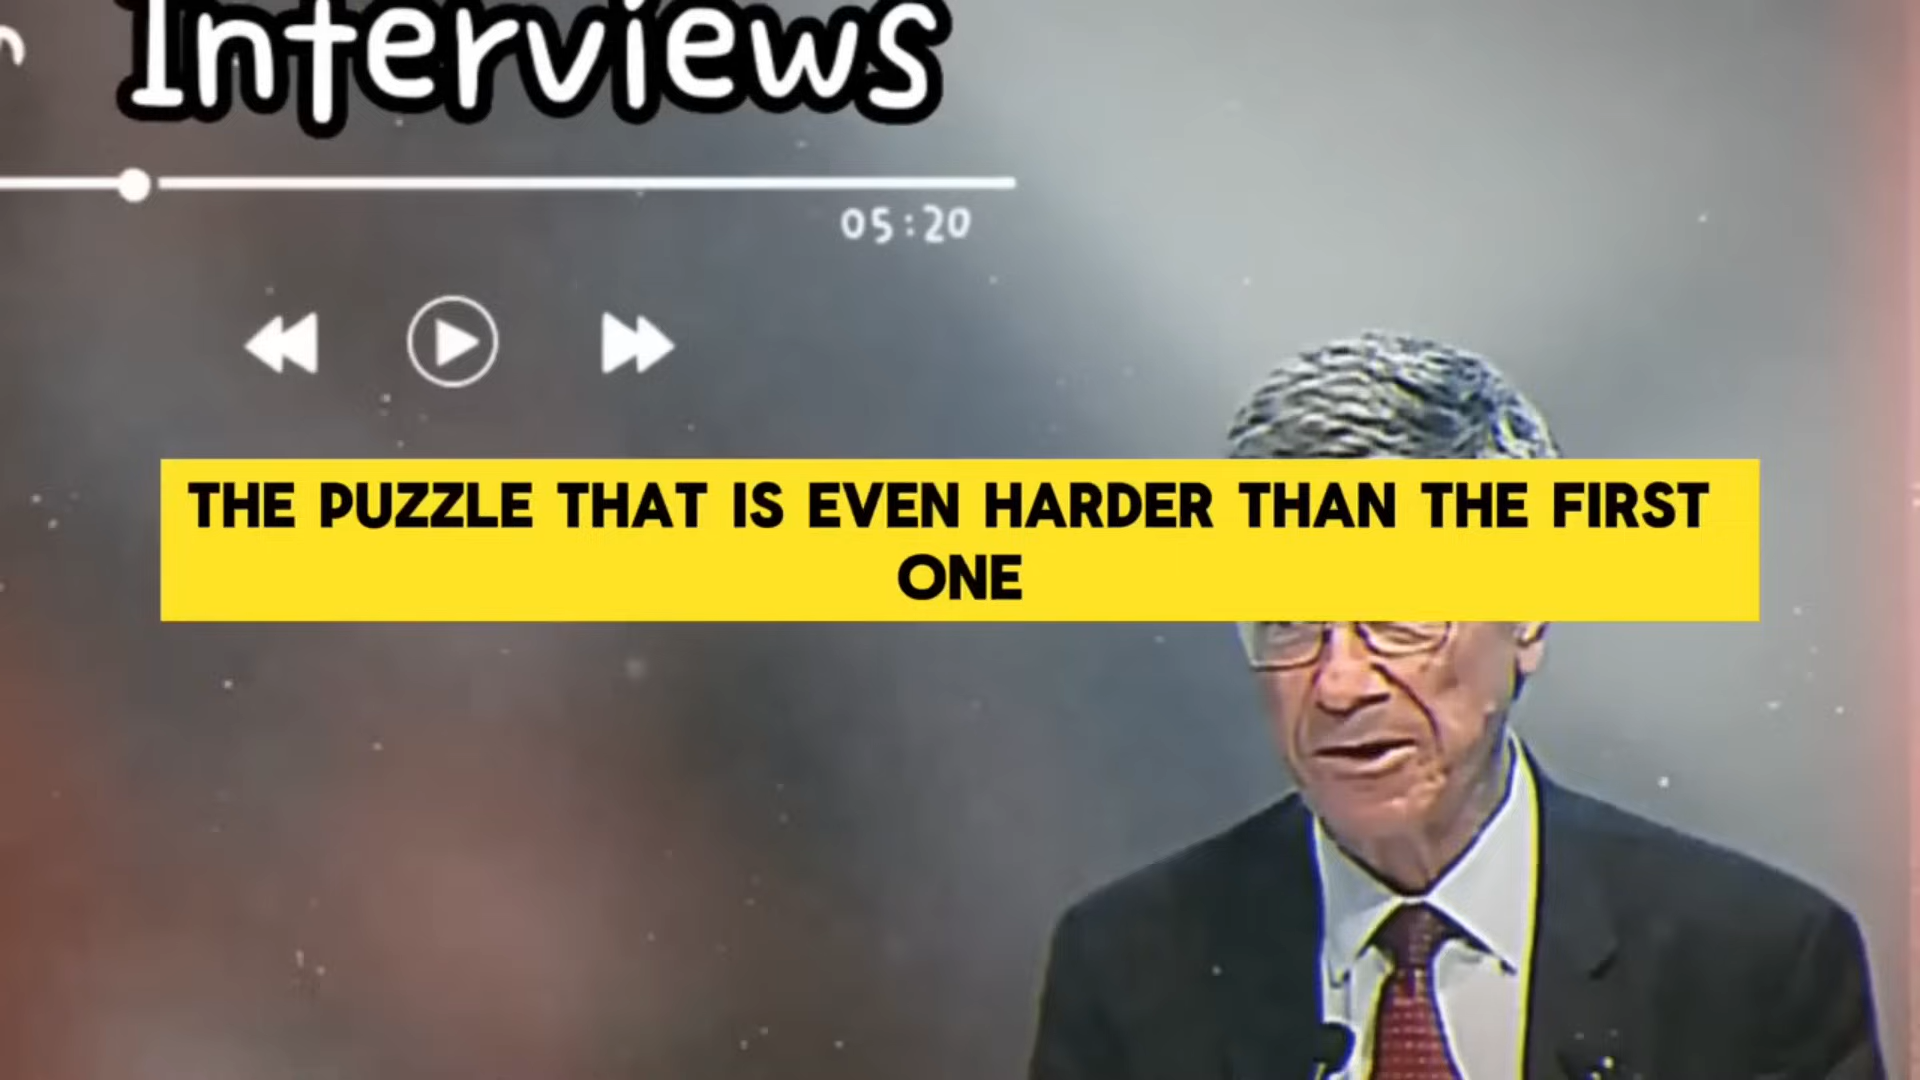 Interviews
05:20
THE PUZZLE THAT IS EVEN HARDER THAN THE FIRST
ONE